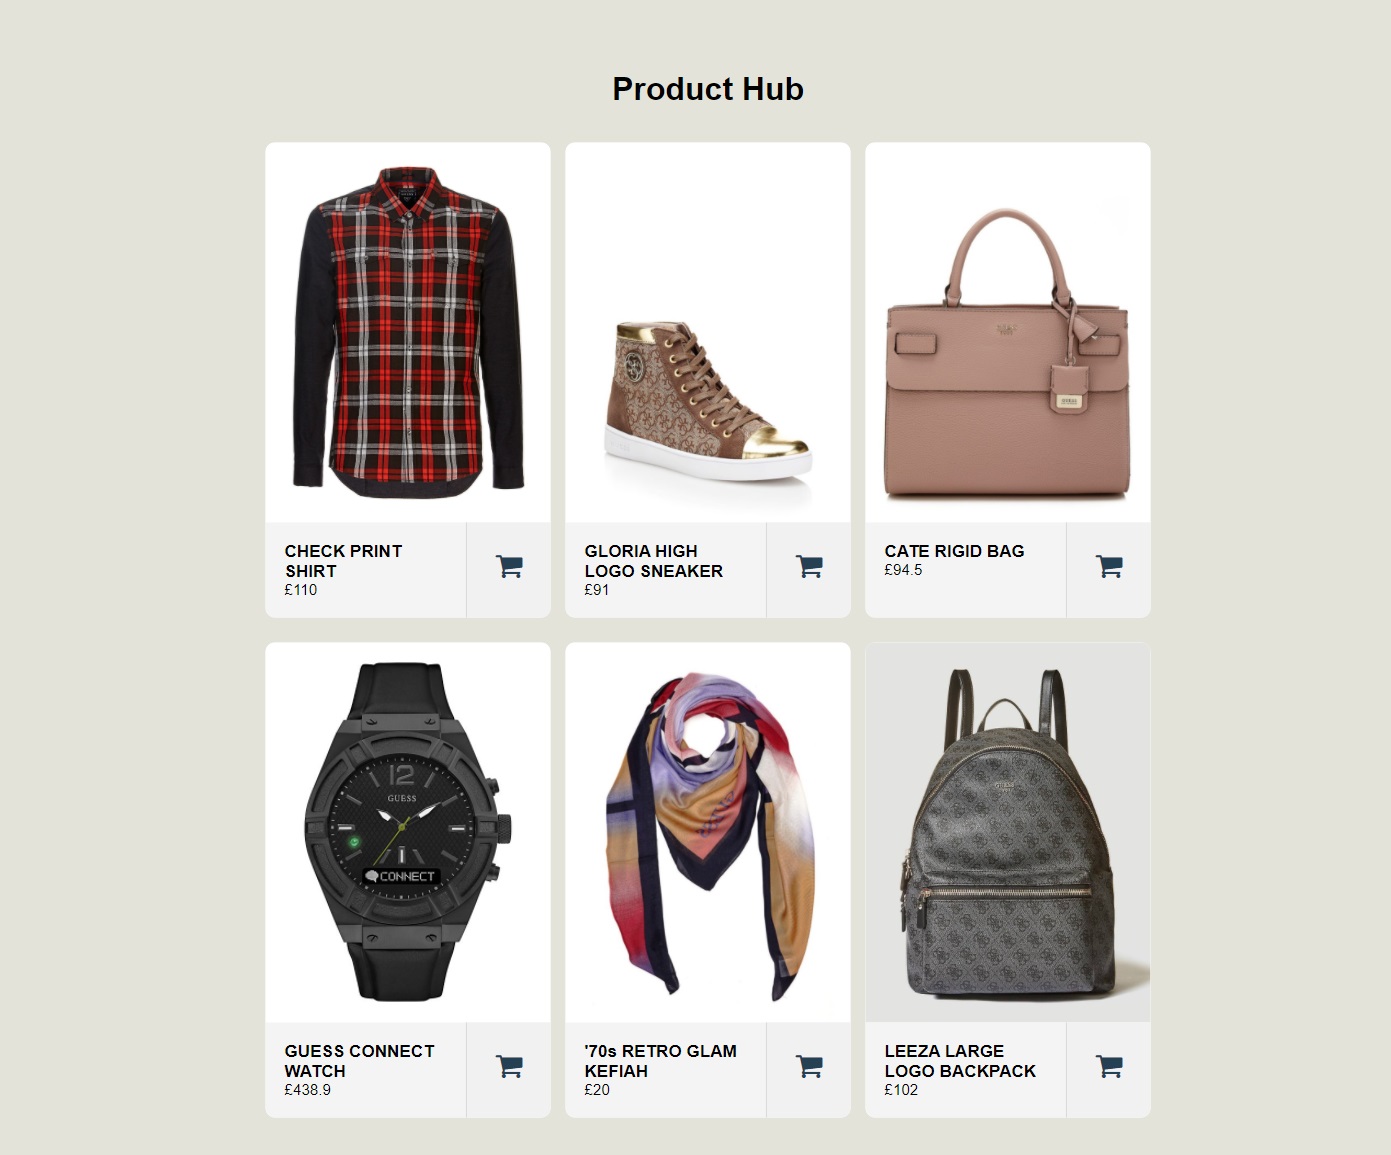 Product Hub
CHECK PRINT
SHIRT
£110
GLORIA HIGH
LOGO SNEAKER
£91
CATE RIGID BAG
£94.5
12
GUESS
CONNECT
GUESS CONNECT
WATCH
£438.9
'70s RETRO GLAM
KEFIAH
£20
LEEZA LARGE
LOGO BACKPACK
£102